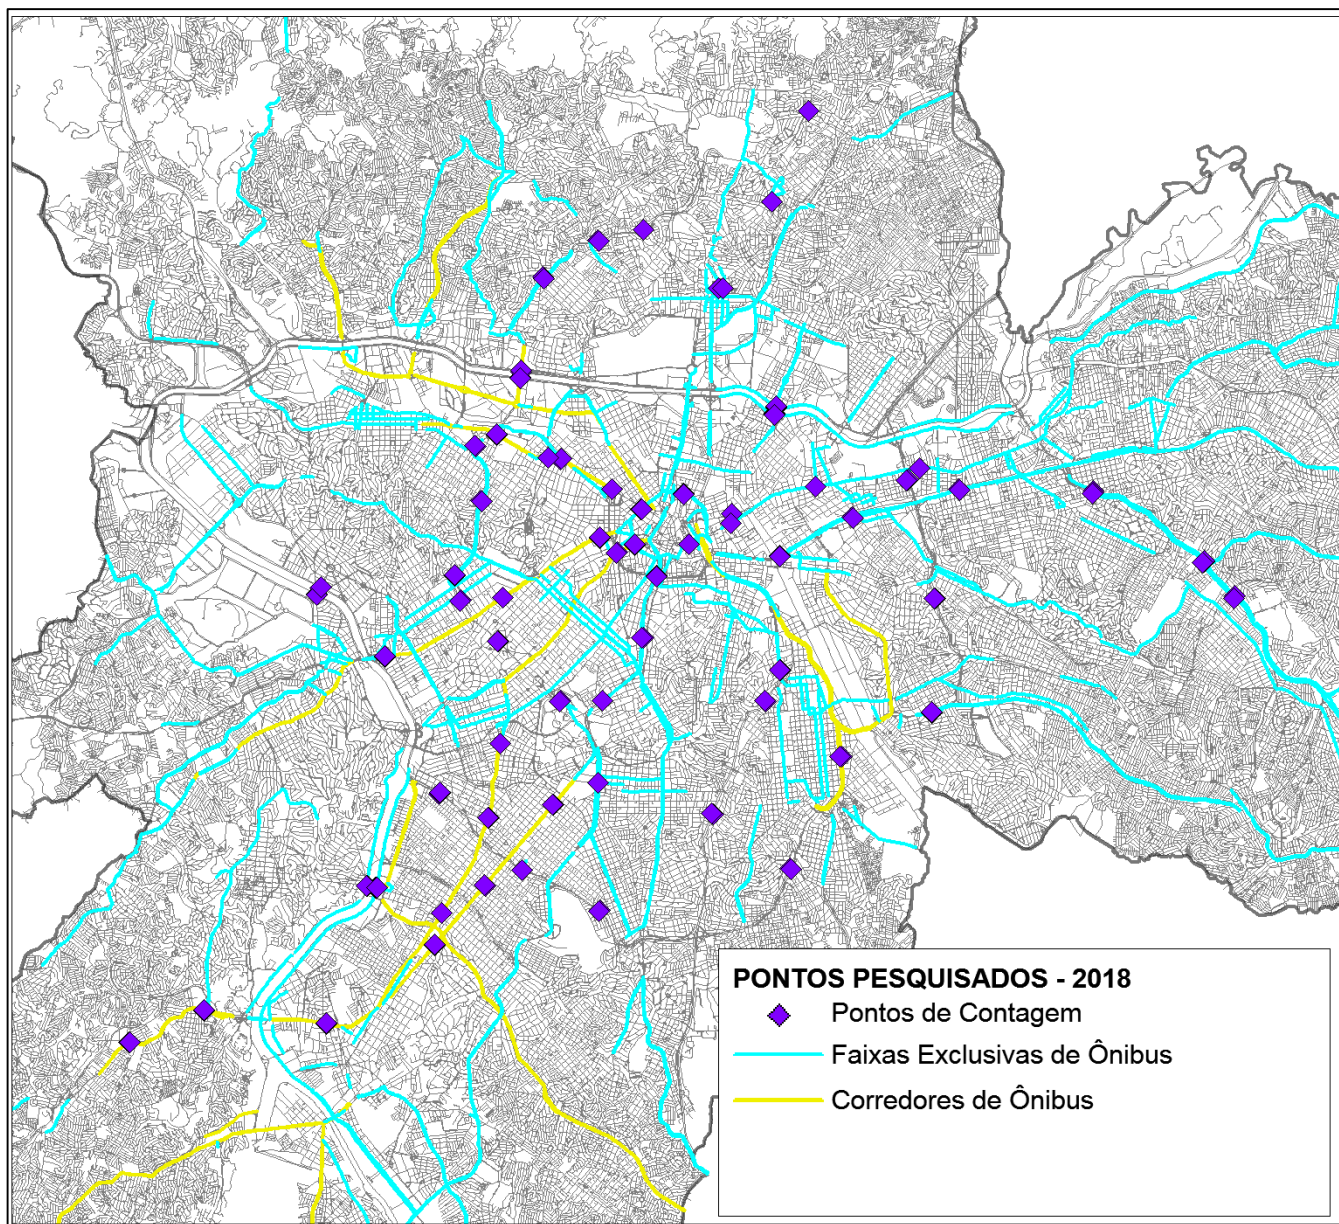 PONTOS PESQUISADOS - 2018
Pontos de Contagem
Faixas Exclusivas de Ônibus
Corredores de Ônibus